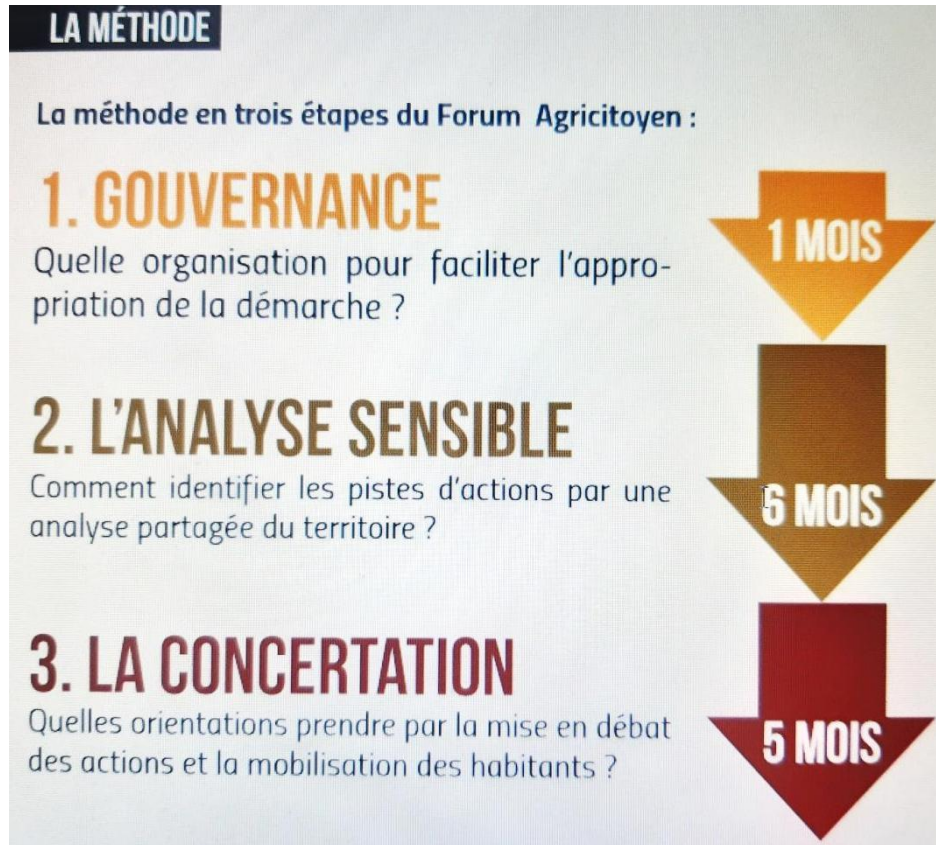 LA MÉTHODE
La méthode en trois étapes du Forum Agricitoyen :
1. GOUVERNANCE
Quelle organisation pour faciliter l'appro-
priation de la démarche ?
1 MOIS
2. L'ANALYSE SENSIBLE
Comment identifier les pistes d'actions par une
analyse partagée du territoire ?
6 MOIS
3. LA CONCERTATION
Quelles orientations prendre par la mise en débat
des actions et la mobilisation des habitants ?
5 MOIS